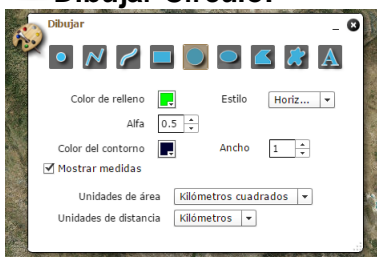 Dibujar Círculo:
Dibujar
A
Color de relleno Estilo Horiz...
Alfa 0.5
Color del contorno Ancho 1
Mostrar medidas
Unidades de área Kilómetros cuadrados
Unidades de distancia Kilómetros